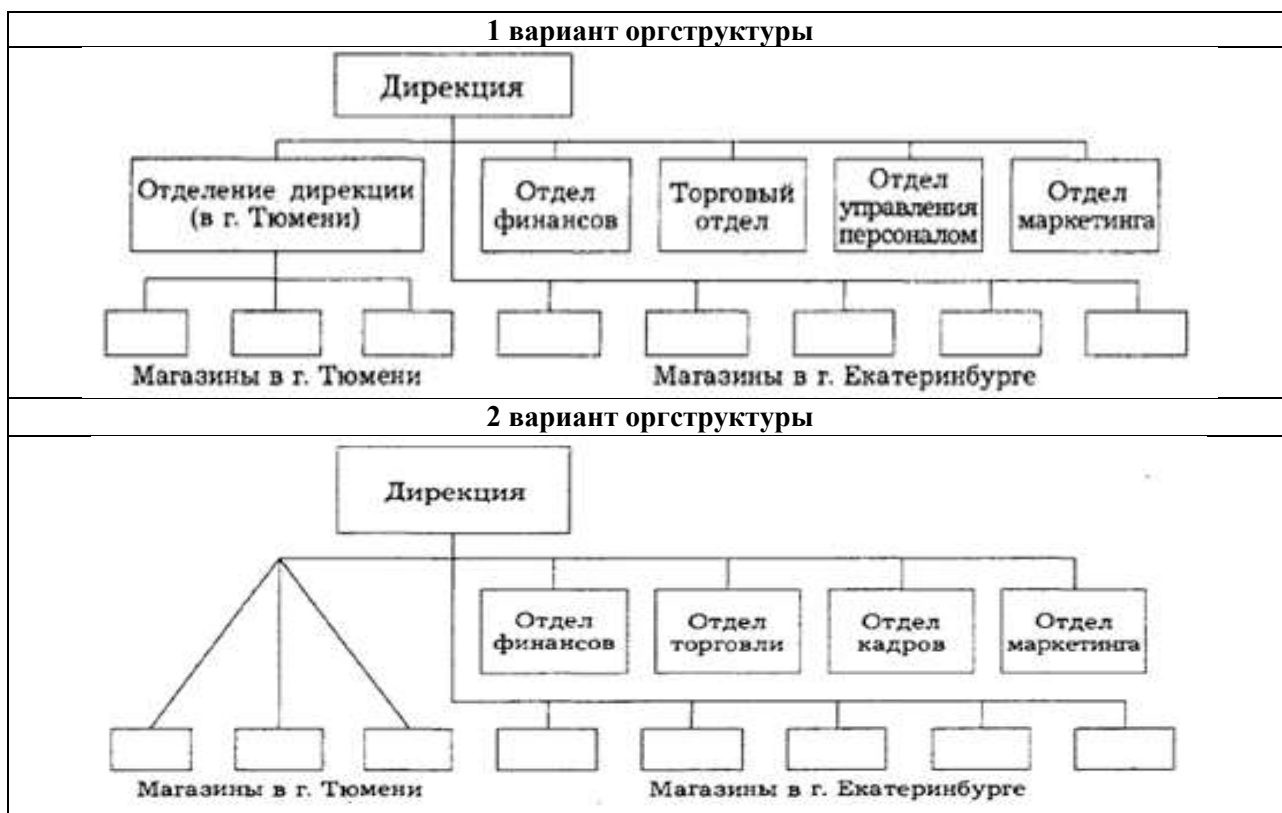 1 вариант оргструктуры
Дирекция
Отделение дирекции
(в г. Тюмени)
Отдел
финансов
Торговый
отдел
Отдел
управления
персоналом
Отдел
маркетинга
Магазины в г. Тюмени
Магазины в г. Екатеринбурге
2 вариант оргструктуры
Дирекция
Отдел
финансов
Отдел
торговли
Отдел
кадров
Отдел
маркетинга
Магазины в г. Тюмени
Магазины в г. Екатеринбурге